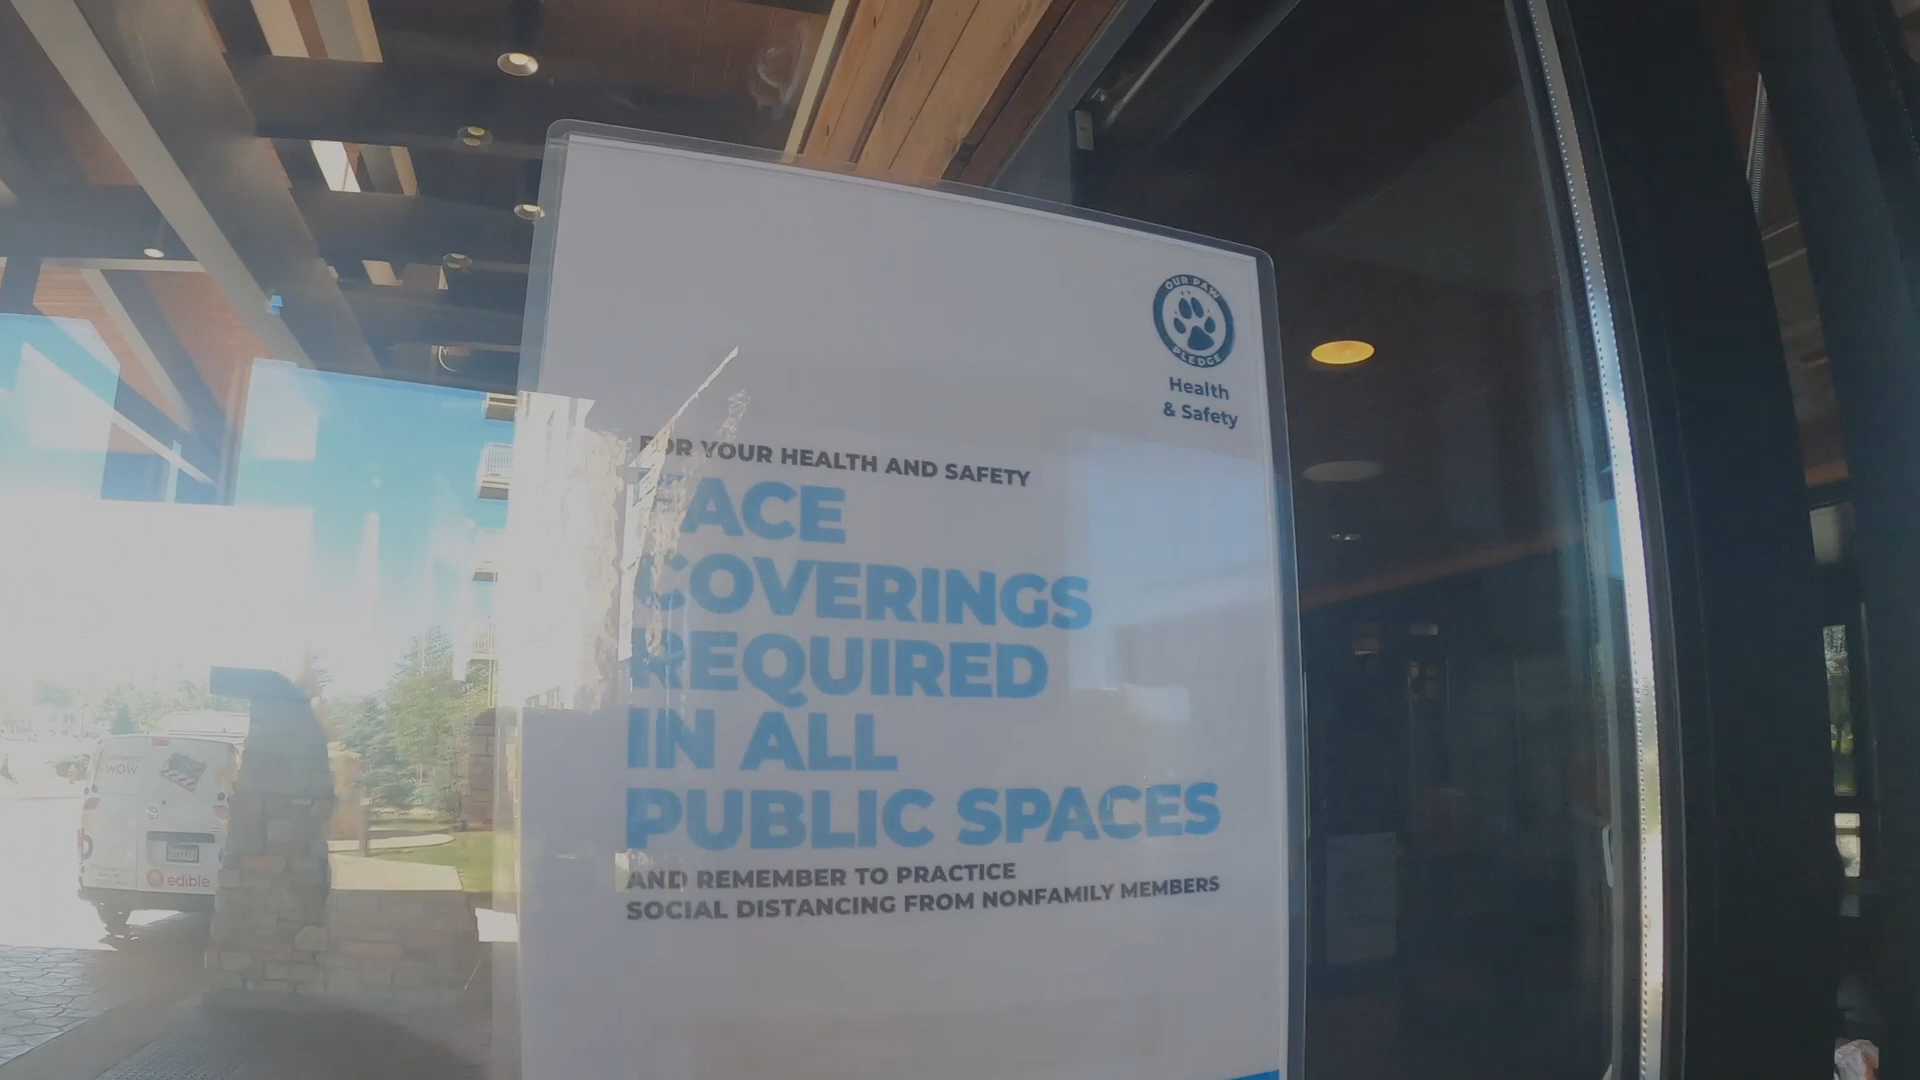 OUR PAW
PLEDGE
Health
& Safety
FOR YOUR HEALTH AND SAFETY
FACE
COVERINGS
REQUIRED
IN ALL
PUBLIC SPACES
AND REMEMBER TO PRACTICE
SOCIAL DISTANCING FROM NONFAMILY MEMBERS
WOW
edible